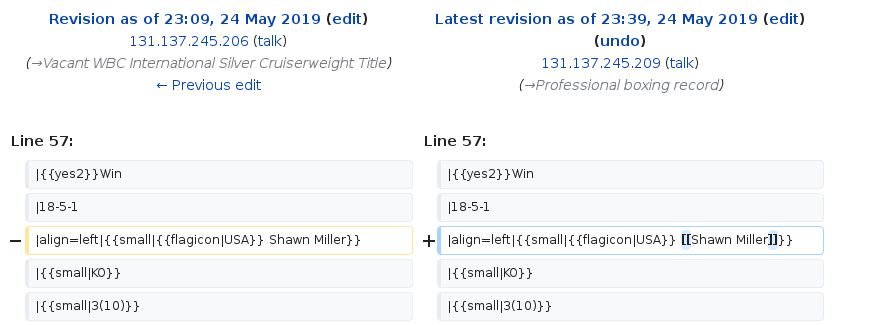 Revision as of 23:09, 24 May 2019 (edit)
131.137.245.206 (talk)
(→Vacant WBC International Silver Cruiserweight Title)
← Previous edit
Latest revision as of 23:39, 24 May 2019 (edit)
(undo)
131.137.245.209 (talk)
(→Professional boxing record)
Line 57:
Line 57:
|{{yes2}}Win
|{{yes2}}Win
|18-5-1
|18-5-1
− |align=left|{{small|{{flagicon|USA}} Shawn Miller}}
+ |align=left|{{small|{{flagicon|USA}} [[Shawn Miller]]}}
|{{small|KO}}
|{{small|KO}}
|{{small|3(10)}}
|{{small|3(10)}}